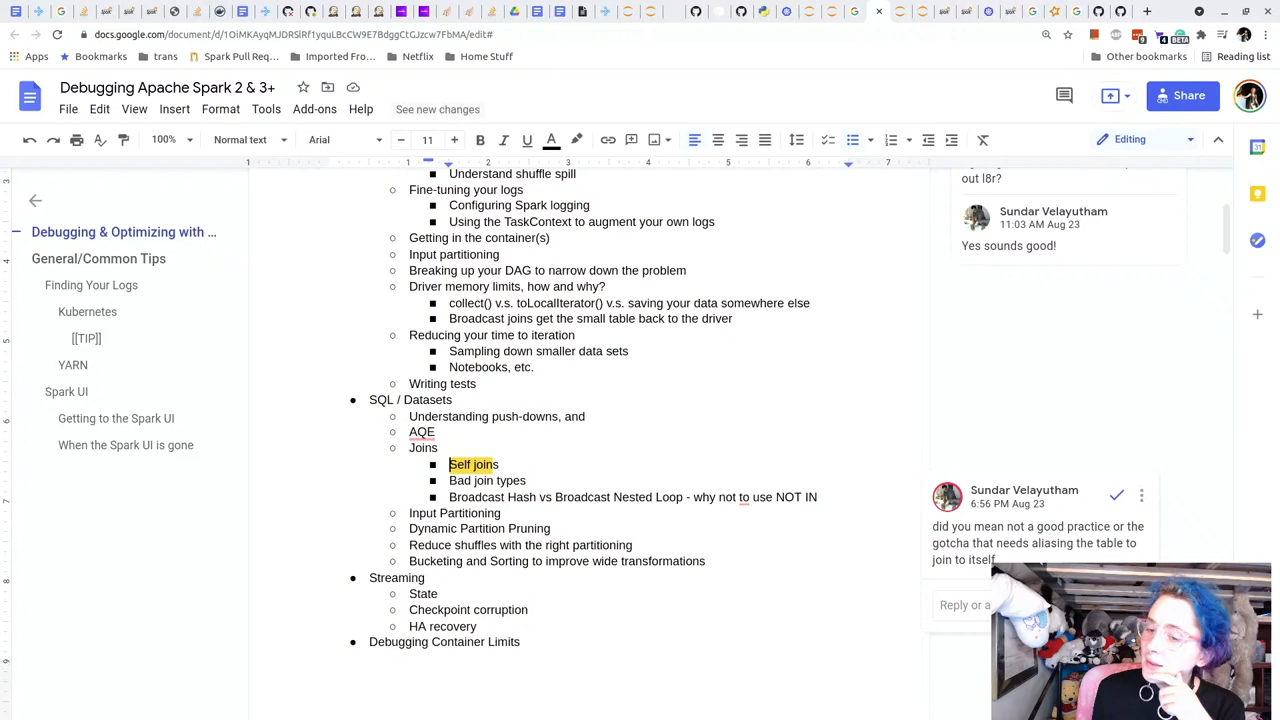 docs.google.com/document/d/1OiMKAyqMJDRSlRf1yquLBcCW9E7BdggCtGJzcw7FbMA/edit#
Apps
Bookmarks
trans
Spark Pull Req...
Imported Fro...
Netflix
Home Stuff
Other bookmarks
Reading list
Debugging Apache Spark 2 & 3+
File Edit View Insert Format Tools Add-ons Help See new changes
Share
100% Normal text Arial 11 Editing
1 1 2 3 4 5 6 7
Debugging & Optimizing with ...
General/Common Tips
Finding Your Logs
Kubernetes
[[TIP]]
YARN
Spark UI
Getting to the Spark UI
When the Spark UI is gone
■ Understand shuffle spill
○ Fine-tuning your logs
■ Configuring Spark logging
■ Using the TaskContext to augment your own logs
○ Getting in the container(s)
○ Input partitioning
○ Breaking up your DAG to narrow down the problem
○ Driver memory limits, how and why?
■ collect() v.s. toLocalIterator() v.s. saving your data somewhere else
■ Broadcast joins get the small table back to the driver
○ Reducing your time to iteration
■ Sampling down smaller data sets
■ Notebooks, etc.
○ Writing tests
● SQL / Datasets
○ Understanding push-downs, and
○ AQE
○ Joins
■ Self joins
■ Bad join types
■ Broadcast Hash vs Broadcast Nested Loop - why not to use NOT IN
○ Input Partitioning
○ Dynamic Partition Pruning
○ Reduce shuffles with the right partitioning
○ Bucketing and Sorting to improve wide transformations
● Streaming
○ State
○ Checkpoint corruption
○ HA recovery
● Debugging Container Limits
out l8r?
Sundar Velayutham
11:03 AM Aug 23
Yes sounds good!
Sundar Velayutham
6:56 PM Aug 23
did you mean not a good practice or the
gotcha that needs aliasing the table to
join to itself
Reply or a